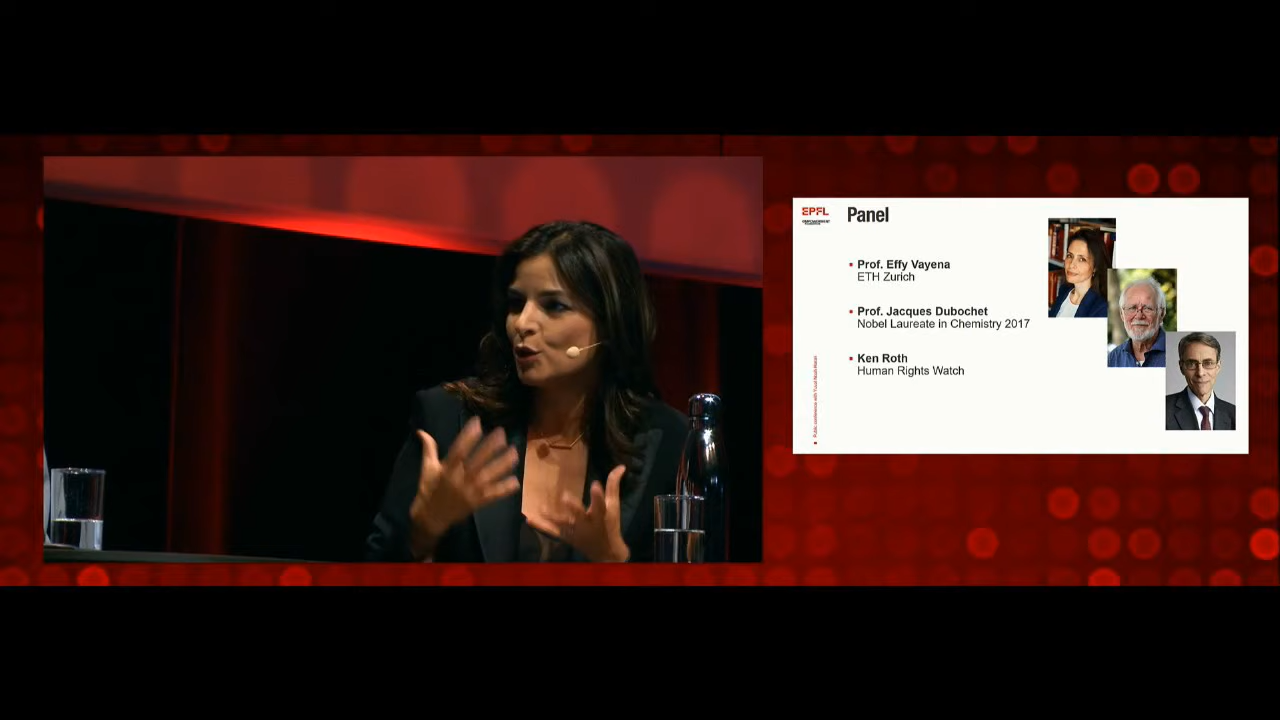 EPFL
Panel
Prof. Effy Vayena
ETH Zurich
Prof. Jacques Dubochet
Nobel Laureate in Chemistry 2017
Ken Roth
Human Rights Watch